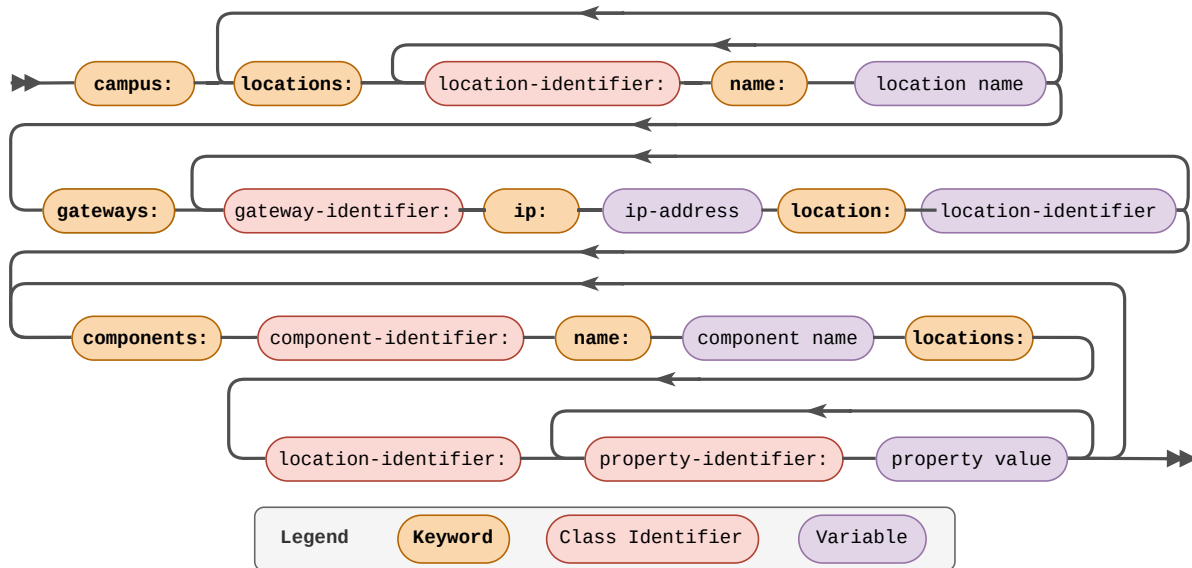 campus: locations: location-identifier: name: location name
gateways: gateway-identifier: ip: ip-address location: location-identifier
components: component-identifier: name: component name locations:
location-identifier: property-identifier: property value
Legend Keyword Class Identifier Variable